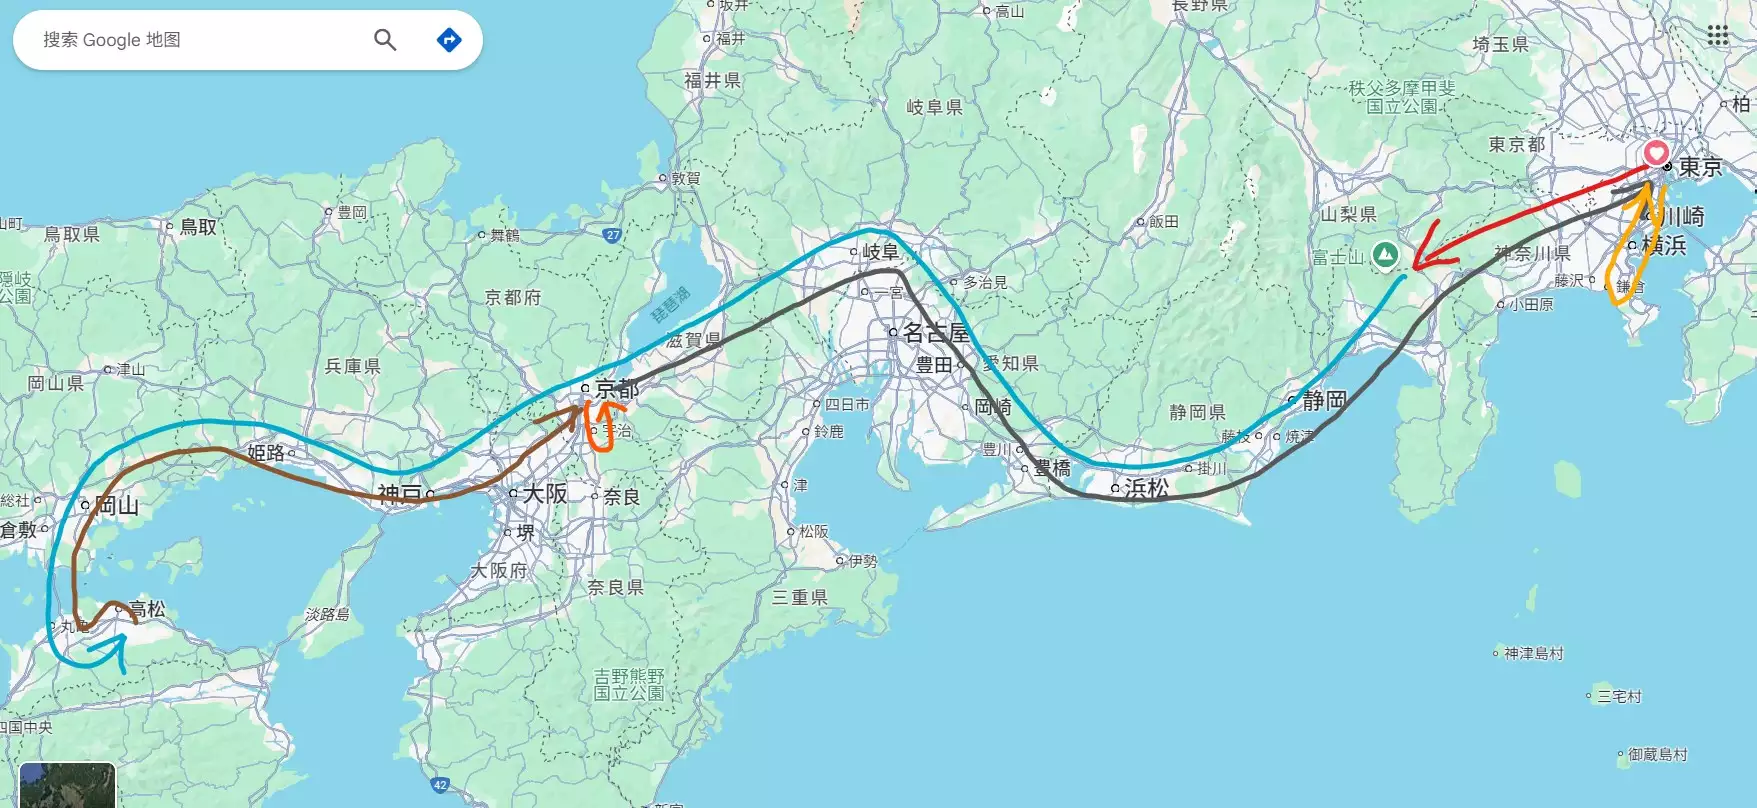 搜索 Google 地图
坂井
福井
福井県
高山
長野県
埼玉県
柏
岐阜県
秩父多摩甲斐
国立公園
東京都
東京
敦賀
豊岡
鳥取
鳥取県
舞鶴
27
飯田
山梨県
川崎
横浜
富士山
神奈川県
藤沢
鎌倉
小田原
岐阜
多治見
一宮
京都府
琵琶湖
滋賀県
名古屋
愛知県
豊田
兵庫県
津山
岡山県
京都
宇治
四日市
岡崎
静岡
静岡県
鈴鹿
藤枝
焼津
豊川
豊橋
掛川
浜松
姫路
神戸
大阪
奈良
津
総社
岡山
倉敷
堺
松阪
伊勢
大阪府
奈良県
三重県
淡路島
高松
丸亀
吉野熊野
国立公園
神津島村
三宅村
御蔵島村
四国中央
42